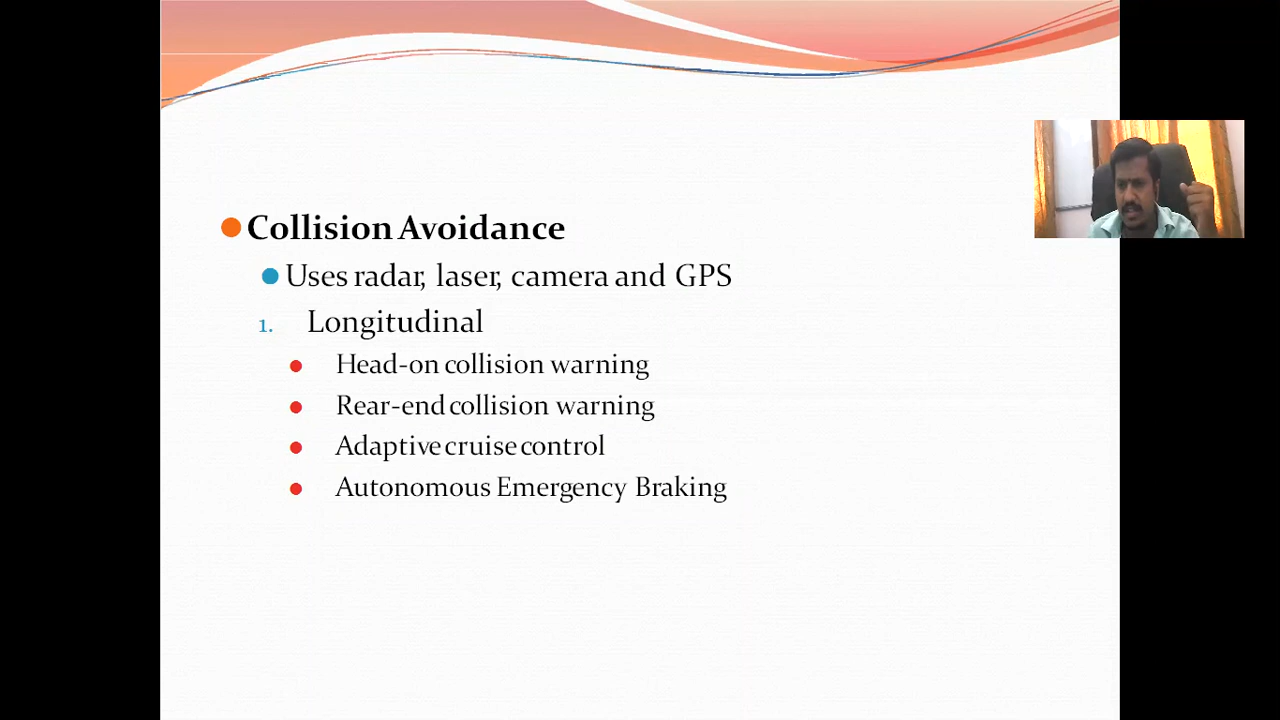 Collision Avoidance
Uses radar, laser, camera and GPS
1. Longitudinal
Head-on collision warning
Rear-end collision warning
Adaptive cruise control
Autonomous Emergency Braking